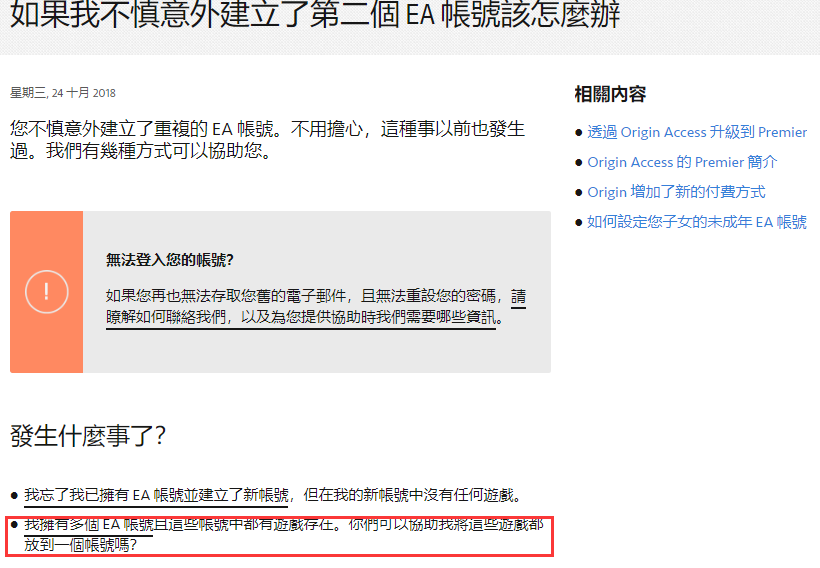 如果我不慎意外建立了第二個 EA 帳號該怎麼辦
星期三, 24 十月 2018
您不慎意外建立了重複的 EA 帳號。不用擔心，這種事以前也發生
過。我們有幾種方式可以協助您。
無法登入您的帳號?
如果您再也無法存取您舊的電子郵件，且無法重設您的密碼，請
瞭解如何聯絡我們，以及為您提供協助時我們需要哪些資訊。
發生什麼事了?
● 我忘了我已擁有 EA 帳號並建立了新帳號，但在我的新帳號中沒有任何遊戲。
● 我擁有多個 EA 帳號且這些帳號中都有遊戲存在。你們可以協助我將這些遊戲都
放到一個帳號嗎?
相關內容
● 透過 Origin Access 升級到 Premier
● Origin Access 的 Premier 簡介
● Origin 增加了新的付費方式
● 如何設定您子女的未成年 EA 帳號